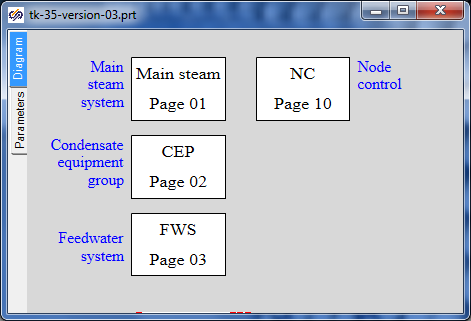 tk-35-version-03.prt
Diagram
Parameters
Main
steam
system
Main steam
Page 01
NC
Page 10
Node
control
Condensate
equipment
group
CEP
Page 02
Feedwater
system
FWS
Page 03